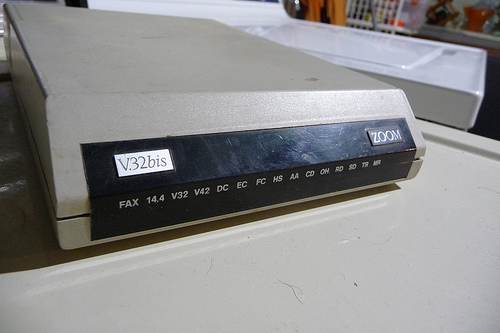 V.32bis
ZOOM
FAX 14.4 V32 V42 DC EC FC HS AA CD OH RD SD TR MR